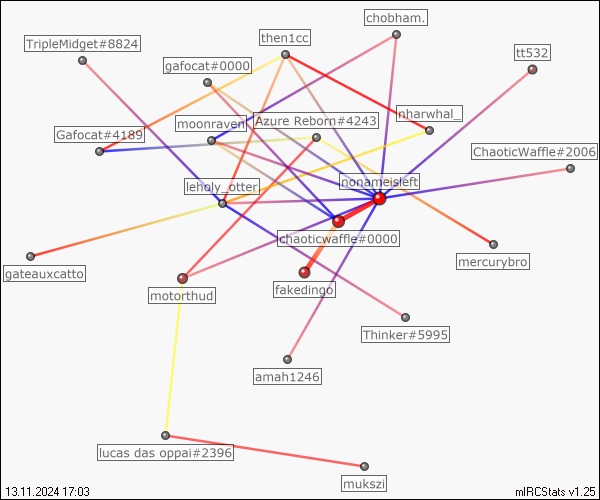 chobham.
TripleMidget#8824
then1cc
tt532
gafocat#0000
Azure Reborn#4243
nharwhal_
moonraven
Gafocat#4189
ChaoticWaffle#2006
nonameisleft
leholy_otter
chaoticwaffle#0000
mercurybro
gateauxcatto
motorthud
fakedingo
Thinker#5995
amah1246
lucas das oppai#2396
mukszi
13.11.2024 17:03
mIRCStats v1.25